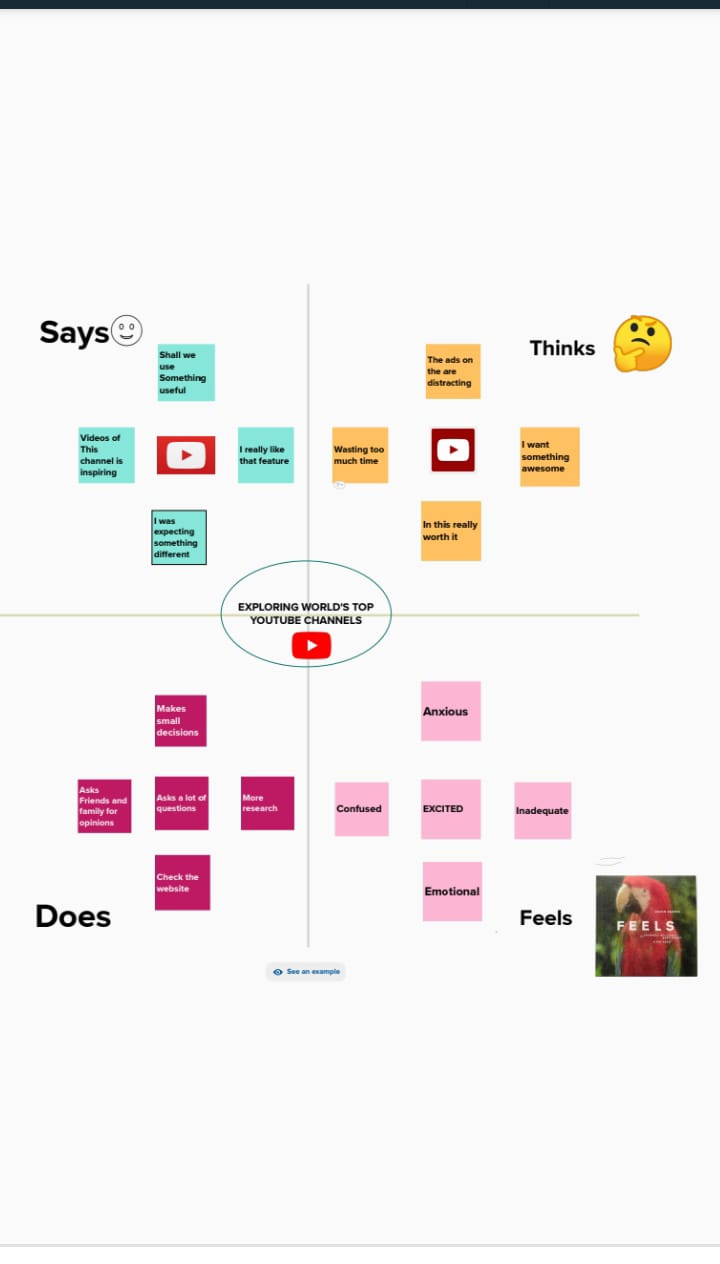 Says
Shall we
use
Something
useful
Videos of
This
channel is
inspiring
I really like
that feature
I was
expecting
something
different
Thinks
The ads on
the are
distracting
Wasting too
much time
I want
something
awesome
In this really
worth it
EXPLORING WORLD'S TOP
YOUTUBE CHANNELS
Makes
small
decisions
Asks
Friends and
family for
opinions
Asks a lot of
questions
More
research
Check the
website
Does
Anxious
Confused
EXCITED
Inadequate
Emotional
Feels
FEELS
See an example